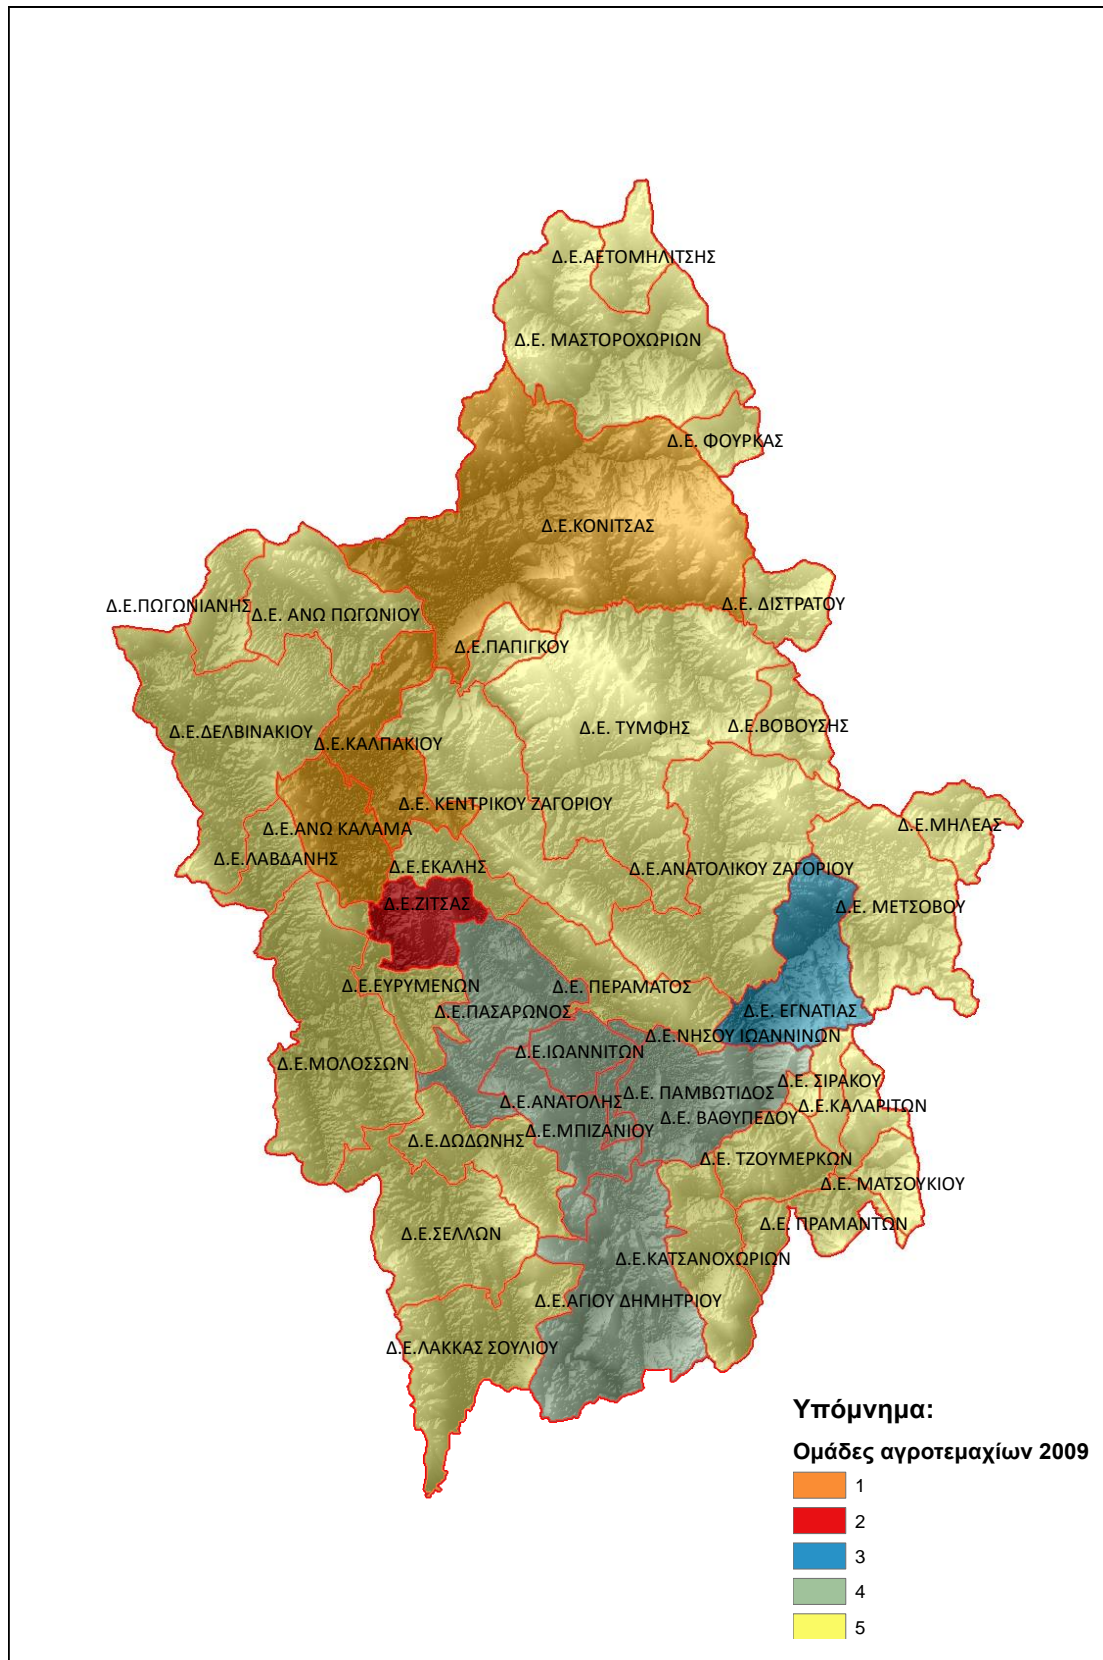 Δ.Ε.ΑΕΤΟΜΗΛΙΤΣΗΣ
Δ.Ε. ΜΑΣΤΟΡΟΧΩΡΙΩΝ
Δ.Ε. ΦΟΥΡΚΑΣ
Δ.Ε.ΚΟΝΙΤΣΑΣ
Δ.Ε.ΠΩΓΩΝΙΑΝΗΣ
Δ.Ε. ΑΝΩ ΠΩΓΩΝΙΟΥ
Δ.Ε. ΔΙΣΤΡΑΤΟΥ
Δ.Ε.ΠΑΠΙΓΚΟΥ
Δ.Ε.ΔΕΛΒΙΝΑΚΙΟΥ
Δ.Ε. ΤΥΜΦΗΣ
Δ.Ε.ΒΟΒΟΥΣΗΣ
Δ.Ε.ΚΑΛΠΑΚΙΟΥ
Δ.Ε. ΚΕΝΤΡΙΚΟΥ ΖΑΓΟΡΙΟΥ
Δ.Ε.ΑΝΩ ΚΑΛΑΜΑ
Δ.Ε.ΜΗΛΕΑΣ
Δ.Ε.ΛΑΒΔΑΝΗΣ
Δ.Ε.ΕΚΑΛΗΣ
Δ.Ε.ΑΝΑΤΟΛΙΚΟΥ ΖΑΓΟΡΙΟΥ
Δ.Ε.ΖΙΤΣΑΣ
Δ.Ε. ΜΕΤΣΟΒΟΥ
Δ.Ε.ΕΥΡΥΜΕΝΩΝ
Δ.Ε. ΠΕΡΑΜΑΤΟΣ
Δ.Ε.ΠΑΣΑΡΩΝΟΣ
Δ.Ε. ΕΓΝΑΤΙΑΣ
Δ.Ε.ΝΗΣΟΥ ΙΩΑΝΝΙΝΩΝ
Δ.Ε.ΙΩΑΝΝΙΤΩΝ
Δ.Ε.ΜΟΛΟΣΣΩΝ
Δ.Ε. ΣΙΡΑΚΟΥ
Δ.Ε. ΠΑΜΒΩΤΙΔΟΣ
Δ.Ε.ΑΝΑΤΟΛΗΣ
Δ.Ε.ΚΑΛΑΡΙΤΩΝ
Δ.Ε. ΒΑΘΥΠΕΔΟΥ
Δ.Ε.ΜΠΙΖΑΝΙΟΥ
Δ.Ε.ΔΩΔΩΝΗΣ
Δ.Ε. ΤΖΟΥΜΕΡΚΩΝ
Δ.Ε. ΜΑΤΣΟΥΚΙΟΥ
Δ.Ε. ΠΡΑΜΑΝΤΩΝ
Δ.Ε.ΣΕΛΛΩΝ
Δ.Ε.ΚΑΤΣΑΝΟΧΩΡΙΩΝ
Δ.Ε.ΑΓΙΟΥ ΔΗΜΗΤΡΙΟΥ
Δ.Ε.ΛΑΚΚΑΣ ΣΟΥΛΙΟΥ
Υπόμνημα:
Ομάδες αγροτεμαχίων 2009
1
2
3
4
5